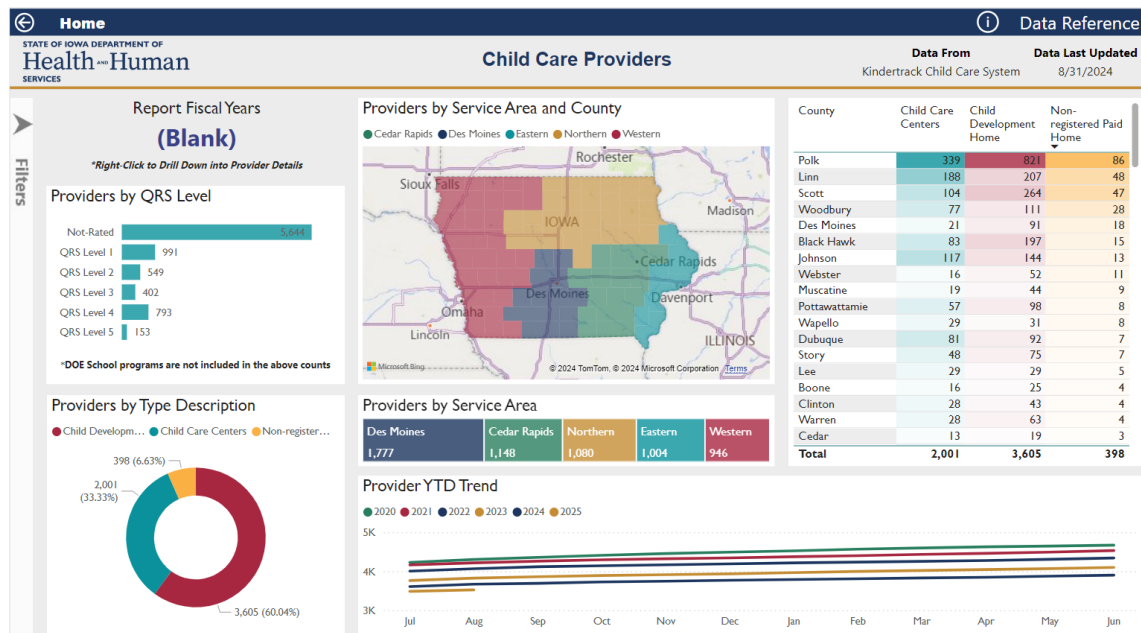 Home
Data Reference
STATE OF IOWA DEPARTMENT OF
Health AND Human
SERVICES
Child Care Providers
Data From
Kindertrack Child Care System
Data Last Updated
8/31/2024
Filters
Report Fiscal Years
(Blank)
*Right-Click to Drill Down into Provider Details
Providers by QRS Level
Not-Rated 5,644
QRS Level 1 991
QRS Level 2 549
QRS Level 3 402
QRS Level 4 793
QRS Level 5 153
*DOE School programs are not included in the above counts
Providers by Type Description
Child Developm... Child Care Centers Non-register...
398 (6.63%)
2,001
(33.33%)
3,605 (60.04%)
Providers by Service Area and County
Cedar Rapids Des Moines Eastern Northern Western
Rochester
Sioux Falls
Madison
IOWA
Cedar Rapids
Des Moines
Davenport
Omaha
Lincoln
ILLINOIS
Microsoft Bing
© 2024 TomTom, © 2024 Microsoft Corporation Terms
Providers by Service Area
Des Moines Cedar Rapids Northern Eastern Western
1,777 1,148 1,080 1,004 946
County Child Care Centers Child Development Home Non-registered Paid Home
Polk 339 821 86
Linn 188 207 48
Scott 104 264 47
Woodbury 77 111 28
Des Moines 21 91 18
Black Hawk 83 197 15
Johnson 117 144 13
Webster 16 52 11
Muscatine 19 44 9
Pottawattamie 57 98 8
Wapello 29 31 8
Dubuque 81 92 7
Story 48 75 7
Lee 29 29 5
Boone 16 25 4
Clinton 28 43 4
Warren 28 63 4
Cedar 13 19 3
Total 2,001 3,605 398
Provider YTD Trend
2020 2021 2022 2023 2024 2025
5K
4K
3K
Jul Aug Sep Oct Nov Dec Jan Feb Mar Apr May Jun